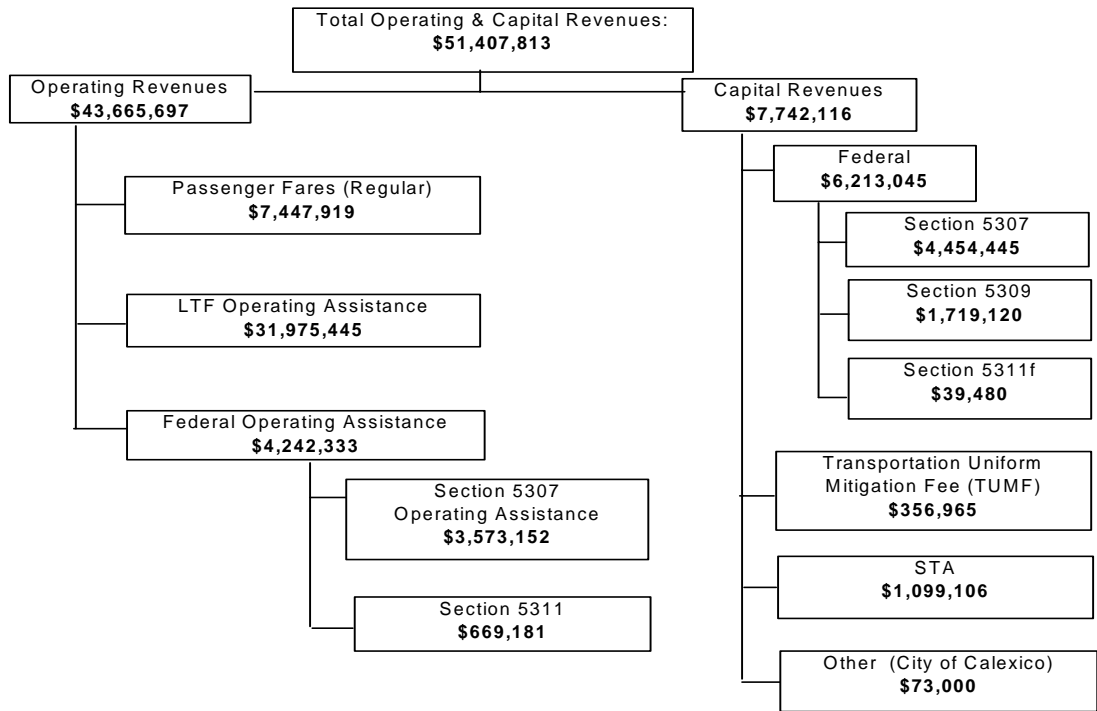 Total Operating & Capital Revenues:
$51,407,813
Operating Revenues
$43,665,697
Passenger Fares (Regular)
$7,447,919
LTF Operating Assistance
$31,975,445
Federal Operating Assistance
$4,242,333
Section 5307
Operating Assistance
$3,573,152
Section 5311
$669,181
Capital Revenues
$7,742,116
Federal
$6,213,045
Section 5307
$4,454,445
Section 5309
$1,719,120
Section 5311f
$39,480
Transportation Uniform
Mitigation Fee (TUMF)
$356,965
STA
$1,099,106
Other (City of Calexico)
$73,000